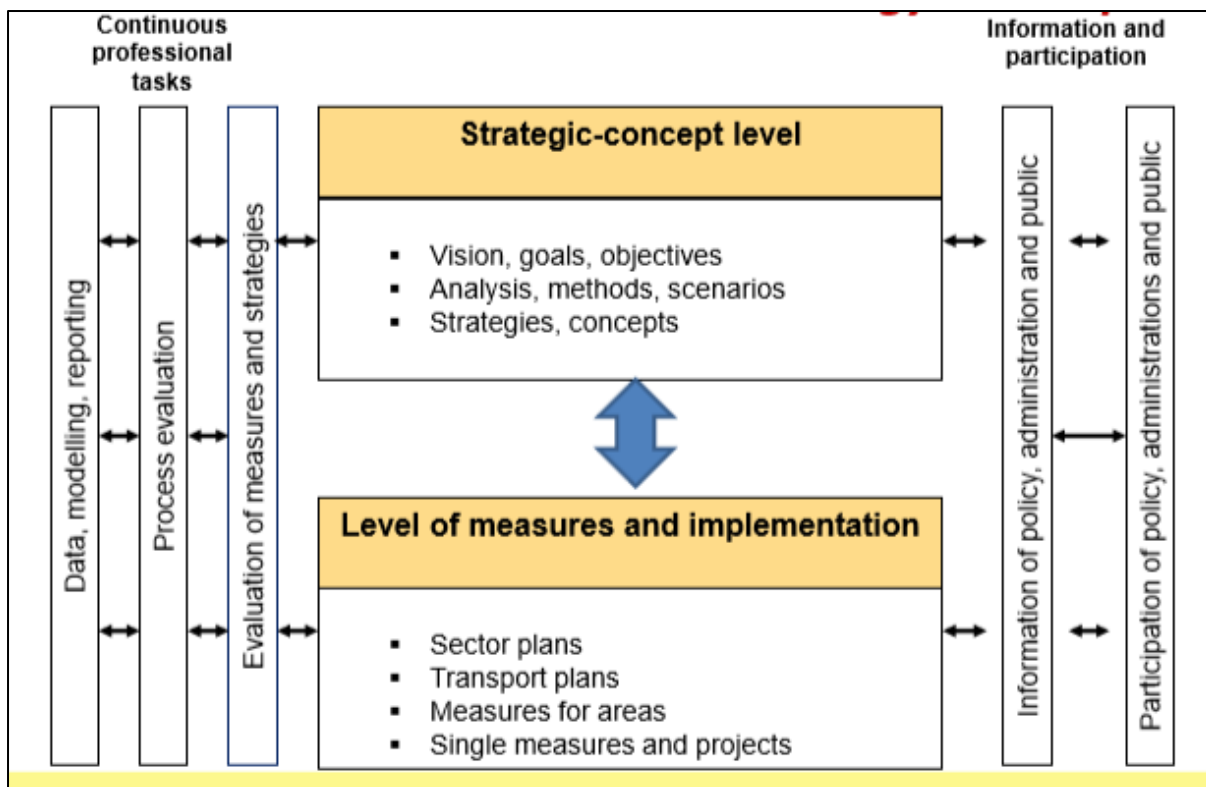 Continuous
professional
tasks
Information and
participation
Data, modelling, reporting
Process evaluation
Evaluation of measures and strategies
Strategic-concept level
▪ Vision, goals, objectives
▪ Analysis, methods, scenarios
▪ Strategies, concepts
Level of measures and implementation
▪ Sector plans
▪ Transport plans
▪ Measures for areas
▪ Single measures and projects
Information of policy, administration and public
Participation of policy, administrations and public